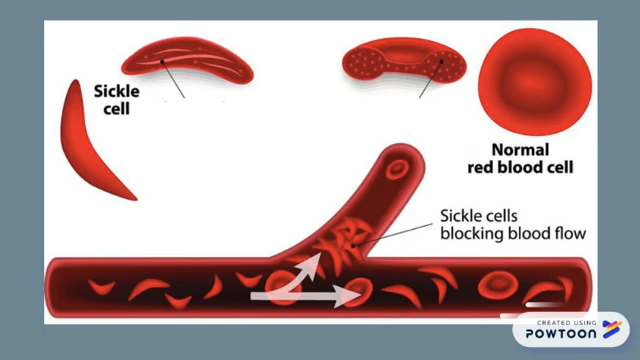 Sickle
cell
Normal
red blood cell
Sickle cells
blocking blood flow
CREATED USING
POWTOON